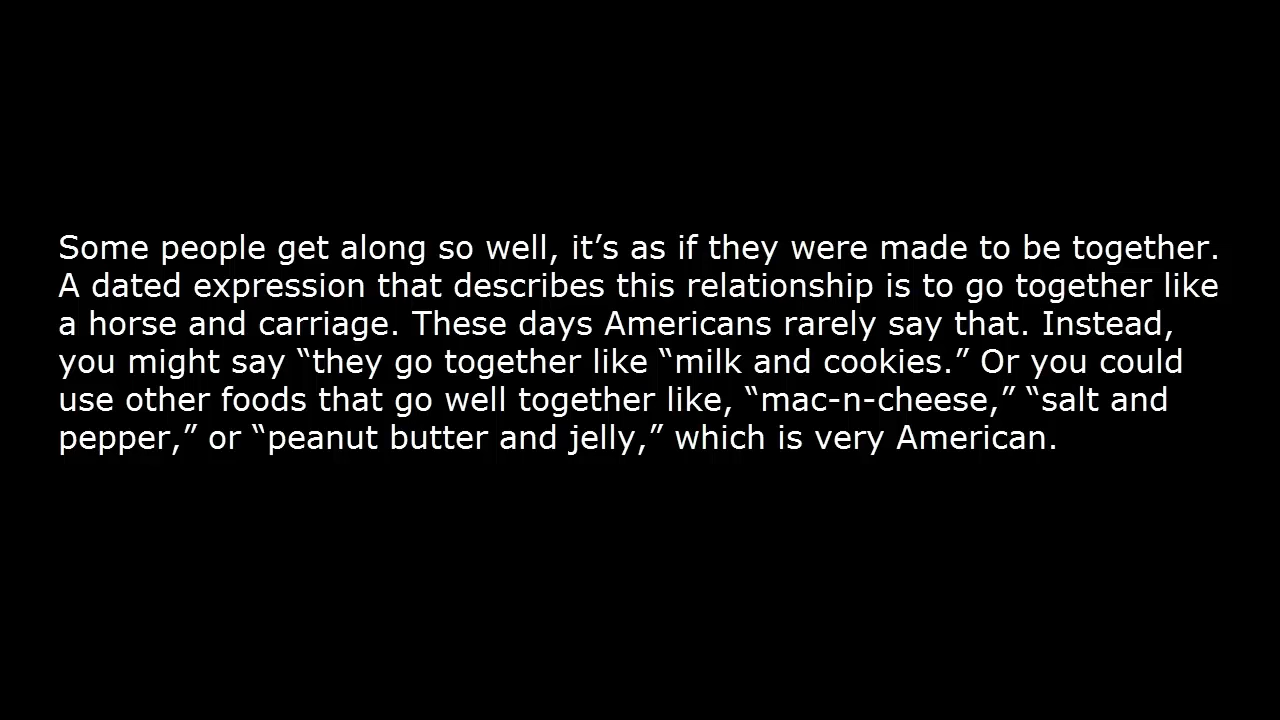 Some people get along so well, it’s as if they were made to be together.
A dated expression that describes this relationship is to go together like
a horse and carriage. These days Americans rarely say that. Instead,
you might say “they go together like “milk and cookies.” Or you could
use other foods that go well together like, “mac-n-cheese,” “salt and
pepper,” or “peanut butter and jelly,” which is very American.